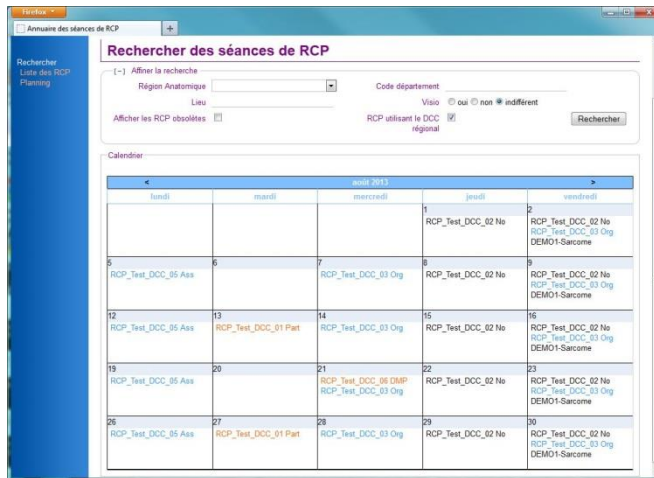 Firefox
Annuaire des séances de RCP
Rechercher
Liste des RCP
Planning
Rechercher des séances de RCP
[-] Affiner la recherche
Région Anatomique
Code département
Lieu
Visio oui non indifférent
Afficher les RCP obsolètes
RCP utilisant le DCC régional
Rechercher
Calendrier
< août 2013 >
lundi mardi mercredi jeudi vendredi
1 2
RCP_Test_DCC_02 No RCP_Test_DCC_02 No
RCP_Test_DCC_03 Org
DEMO1-Sarcome
5 6 7 8 9
RCP_Test_DCC_05 Ass RCP_Test_DCC_03 Org RCP_Test_DCC_02 No RCP_Test_DCC_02 No
RCP_Test_DCC_03 Org
DEMO1-Sarcome
12 13 14 15 16
RCP_Test_DCC_05 Ass RCP_Test_DCC_01 Part RCP_Test_DCC_03 Org RCP_Test_DCC_02 No RCP_Test_DCC_02 No
RCP_Test_DCC_03 Org
DEMO1-Sarcome
19 20 21 22 23
RCP_Test_DCC_05 Ass RCP_Test_DCC_06 DMP RCP_Test_DCC_02 No RCP_Test_DCC_02 No
RCP_Test_DCC_03 Org RCP_Test_DCC_03 Org
DEMO1-Sarcome
26 27 28 29 30
RCP_Test_DCC_05 Ass RCP_Test_DCC_01 Part RCP_Test_DCC_03 Org RCP_Test_DCC_02 No RCP_Test_DCC_02 No
RCP_Test_DCC_03 Org
DEMO1-Sarcome